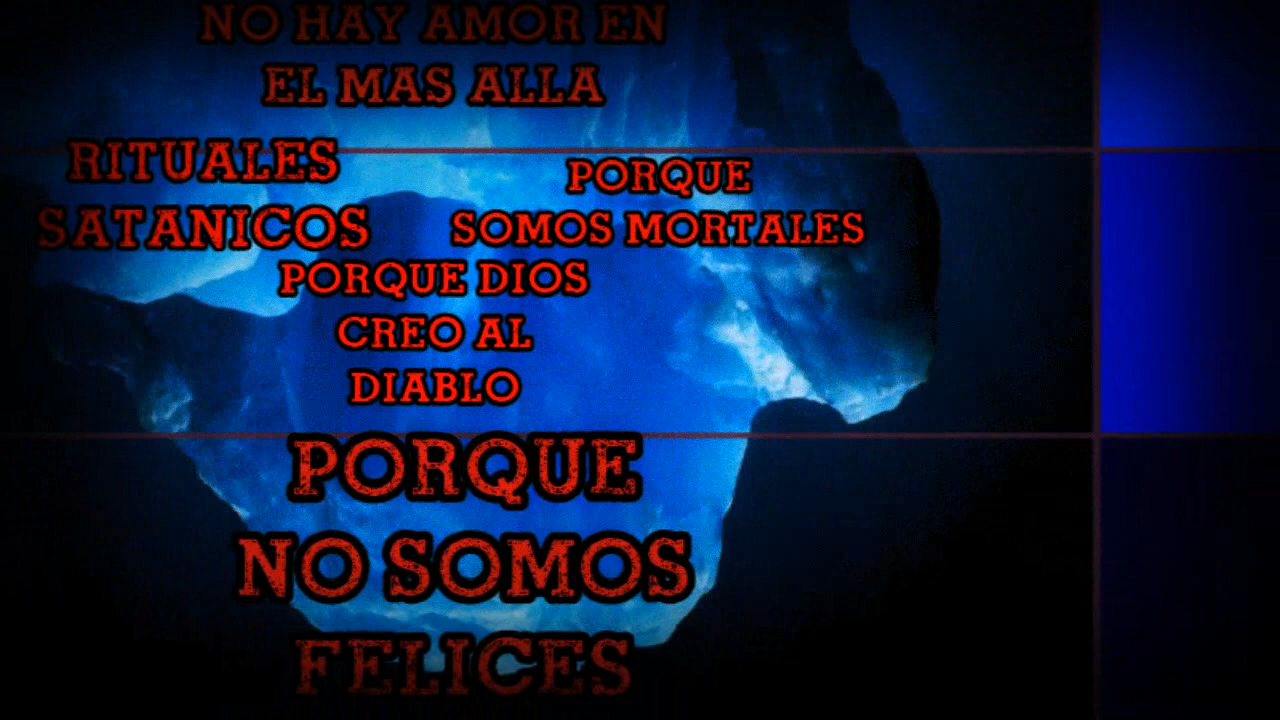 NO HAY AMOR EN
EL MAS ALLA
RITUALES
SATANICOS
PORQUE
SOMOS MORTALES
PORQUE DIOS
CREO AL
DIABLO
PORQUE
NO SOMOS
FELICES